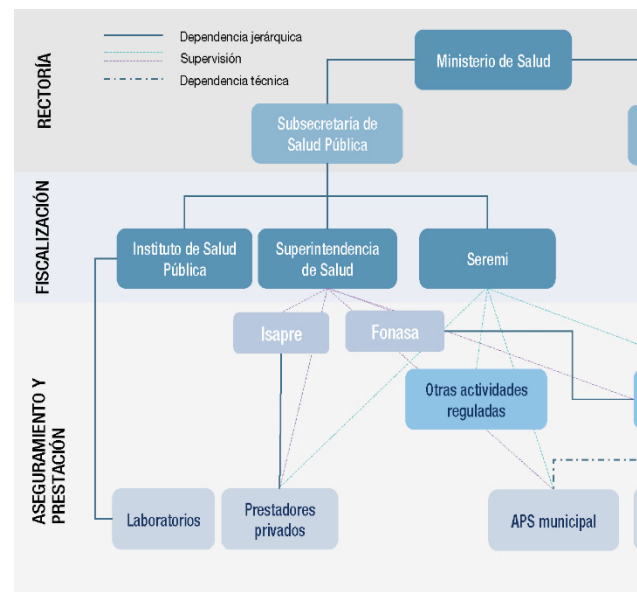 Dependencia jerárquica
Supervisión
Dependencia técnica
RECTORÍA
Ministerio de Salud
Subsecretaría de
Salud Pública
FISCALIZACIÓN
Instituto de Salud
Pública
Superintendencia
de Salud
Seremi
ASEGURAMIENTO Y
PRESTACIÓN
Isapre
Fonasa
Otras actividades
reguladas
Laboratorios
Prestadores
privados
APS municipal